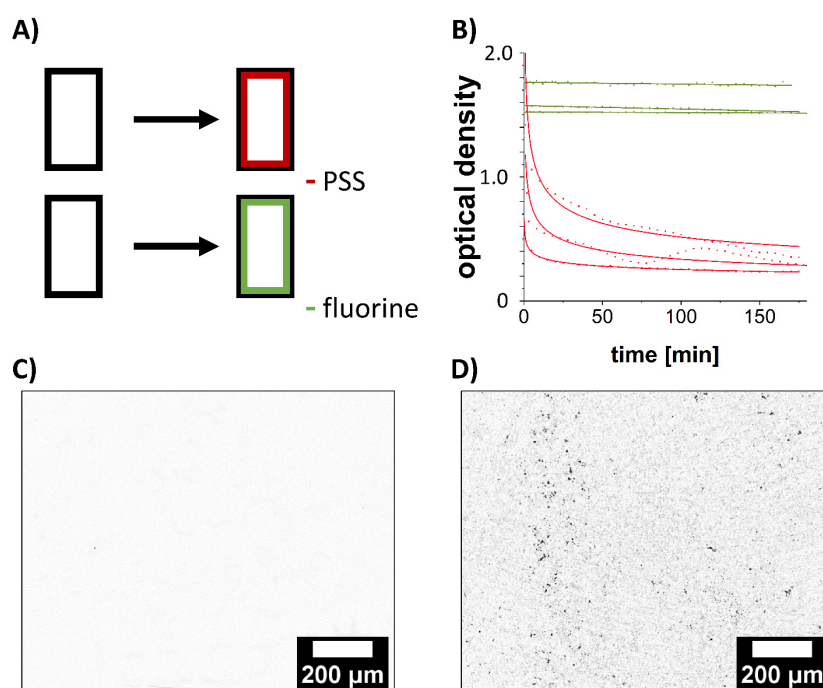 A)
- PSS
- fluorine
B)
2.0
1.0
0
optical density
0
50
100
150
time [min]
C)
200 µm
D)
200 µm